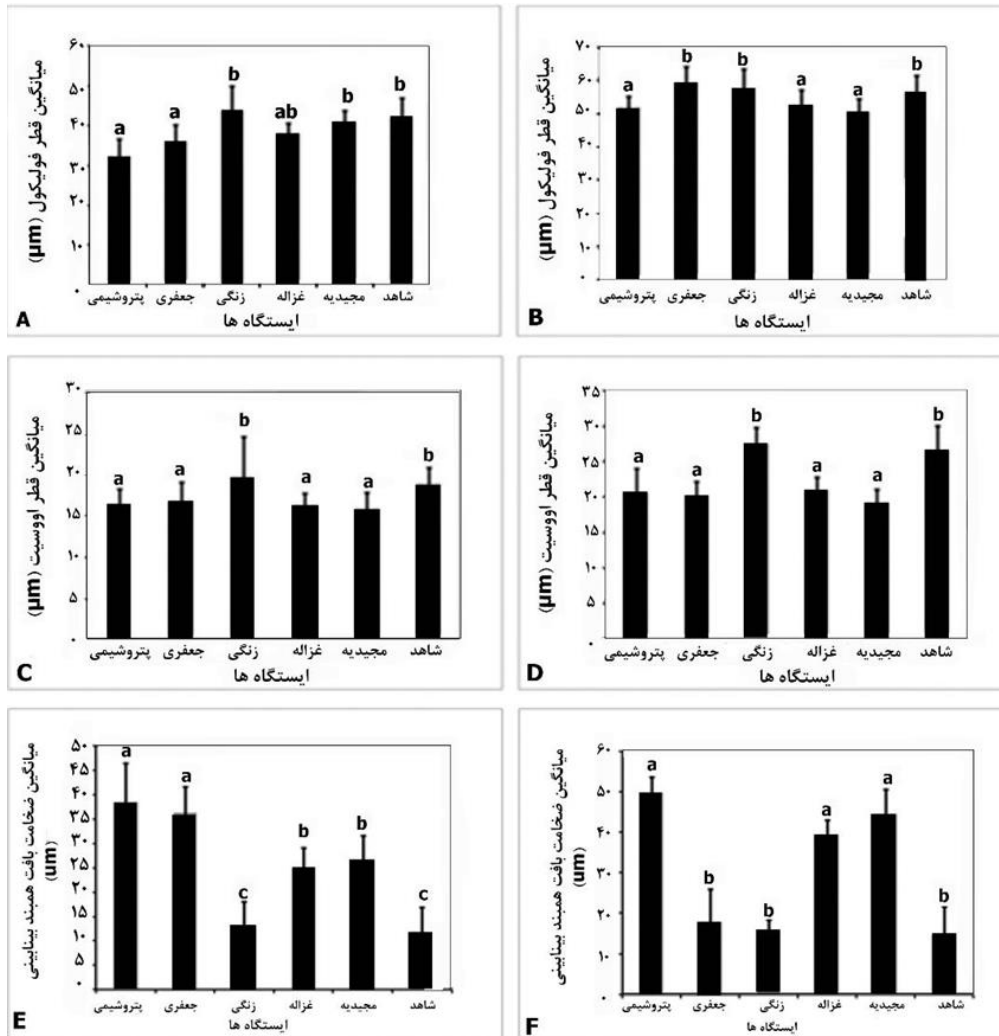 میانگین قطر فولیکول (µm)
۶۰
۵۰
۴۰
۳۰
۲۰
۱۰
۰
a
a
b
ab
b
b
پتروشیمی جعفری زنگی غزاله مجیدیه شاهد
ایستگاه ها
A
میانگین قطر فولیکول (µm)
۷۰
۶۰
۵۰
۴۰
۳۰
۲۰
۱۰
۰
a
b
b
a
a
b
پتروشیمی جعفری زنگی غزاله مجیدیه شاهد
ایستگاه ها
B
میانگین قطر اووسیت (µm)
۳۰
۲۵
۲۰
۱۵
۱۰
۵
۰
a
a
b
a
a
b
پتروشیمی جعفری زنگی غزاله مجیدیه شاهد
ایستگاه ها
C
میانگین قطر اووسیت (µm)
۳۵
۳۰
۲۵
۲۰
۱۵
۱۰
۵
۰
a
a
b
a
a
b
پتروشیمی جعفری زنگی غزاله مجیدیه شاهد
ایستگاه ها
D
میانگین ضخامت بافت همبند بینابینی
(um)
۵۰
۴۵
۴۰
۳۵
۳۰
۲۵
۲۰
۱۵
۱۰
۵
۰
a
a
c
b
b
c
پتروشیمی جعفری زنگی غزاله مجیدیه شاهد
ایستگاه ها
E
میانگین ضخامت بافت همبند بینابینی
(um)
۶۰
۵۰
۴۰
۳۰
۲۰
۱۰
۰
a
b
b
a
a
b
پتروشیمی جعفری زنگی غزاله مجیدیه شاهد
ایستگاه ها
F